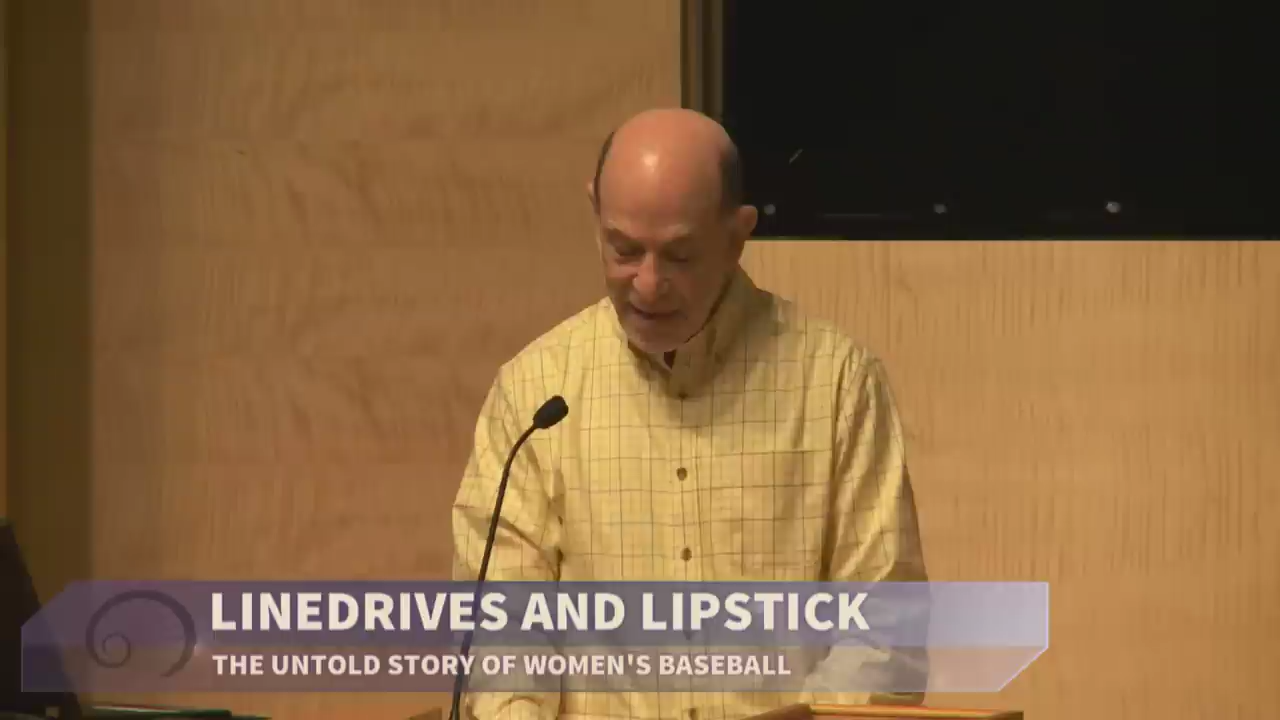 LINEDRIVES AND LIPSTICK
THE UNTOLD STORY OF WOMEN'S BASEBALL